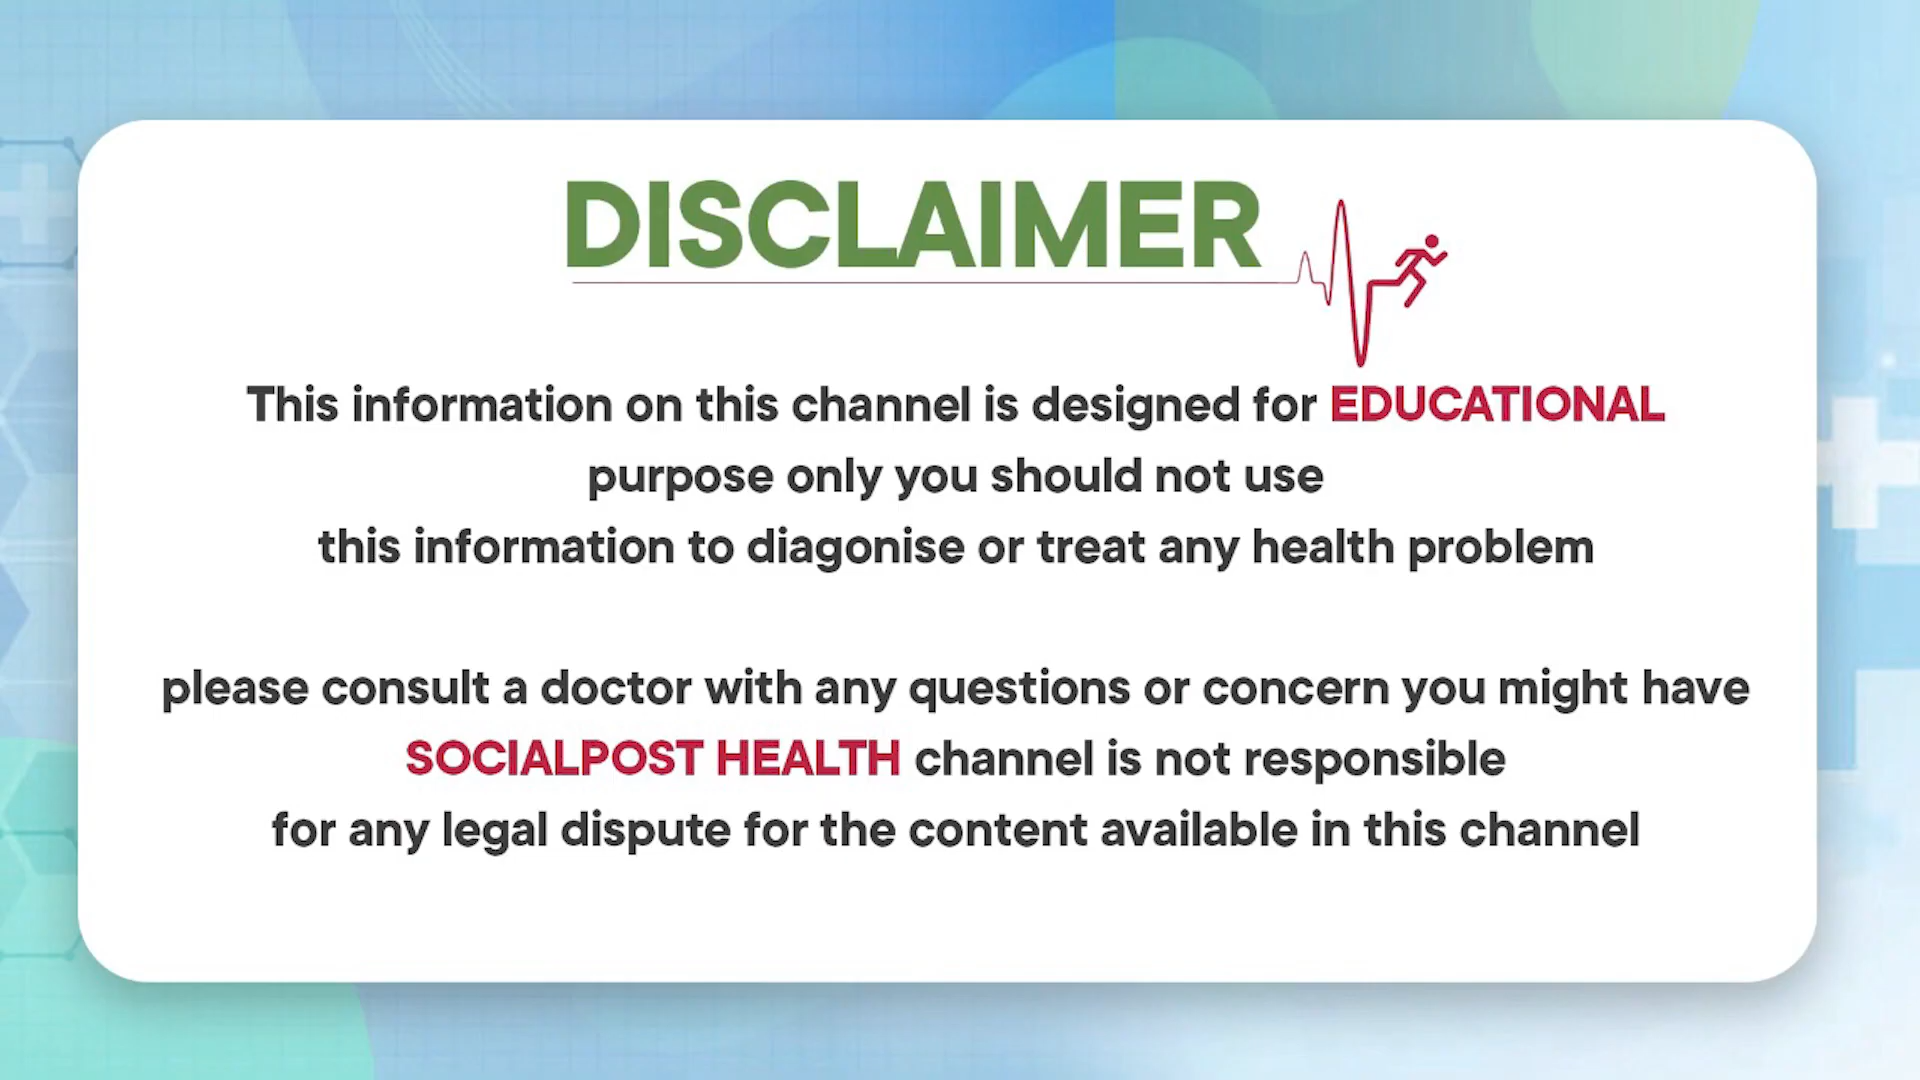 DISCLAIMER
This information on this channel is designed for EDUCATIONAL
purpose only you should not use
this information to diagonise or treat any health problem
please consult a doctor with any questions or concern you might have
SOCIALPOST HEALTH channel is not responsible
for any legal dispute for the content available in this channel